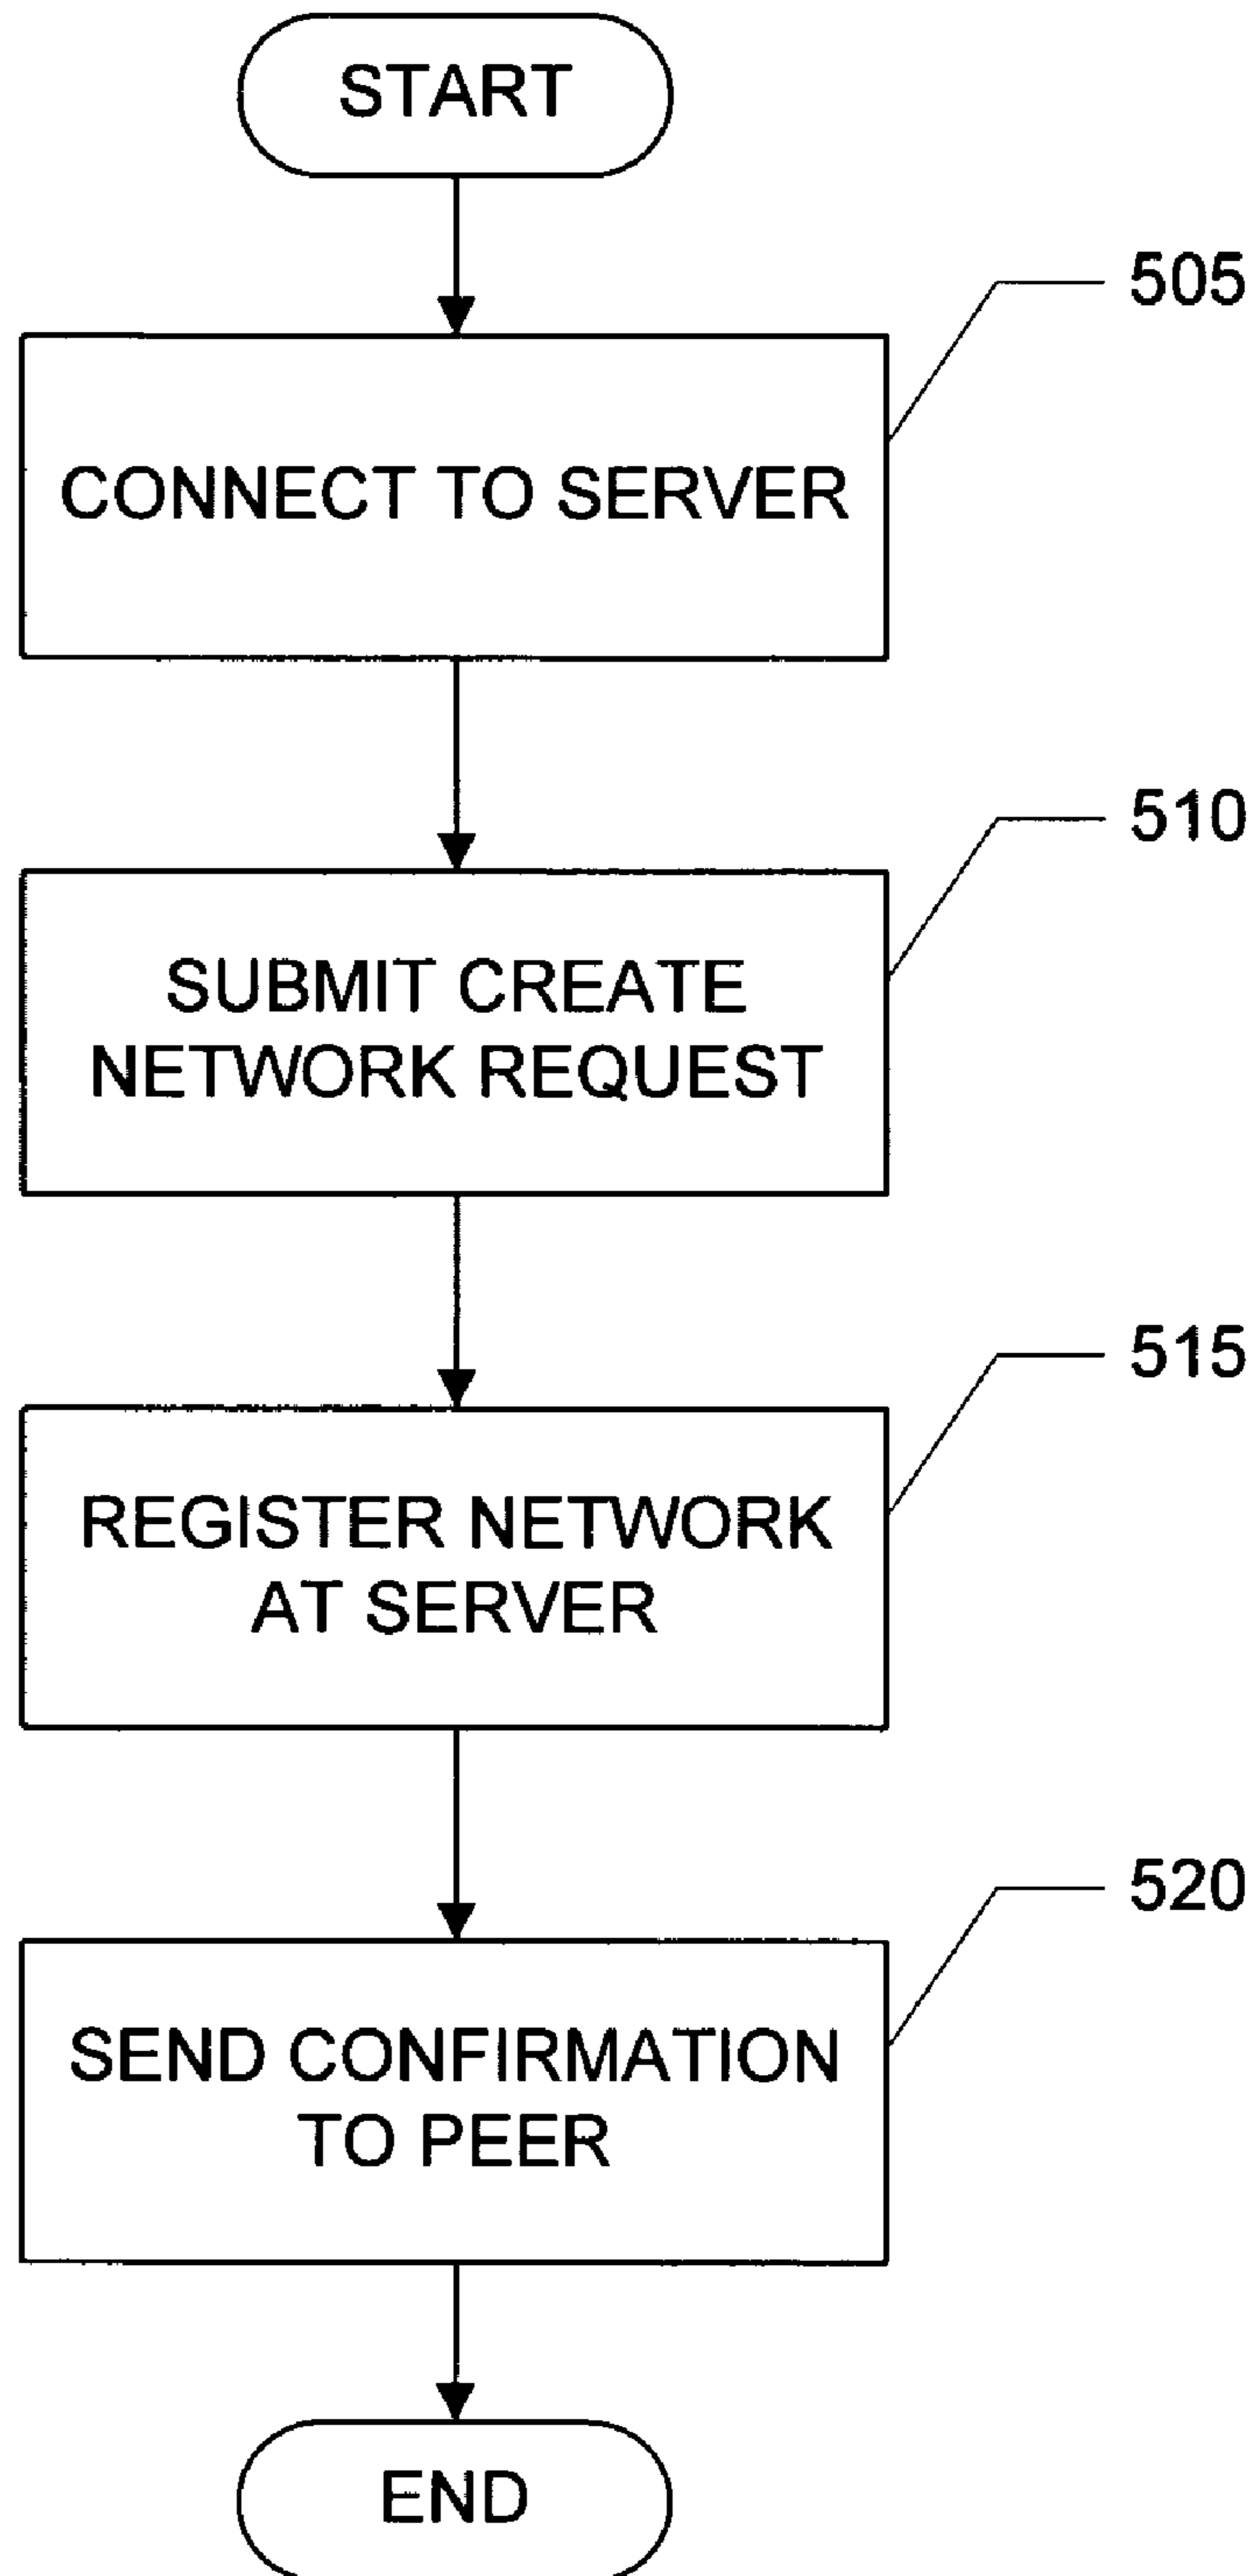 START
505
CONNECT TO SERVER
510
SUBMIT CREATE
NETWORK REQUEST
515
REGISTER NETWORK
AT SERVER
520
SEND CONFIRMATION
TO PEER
END